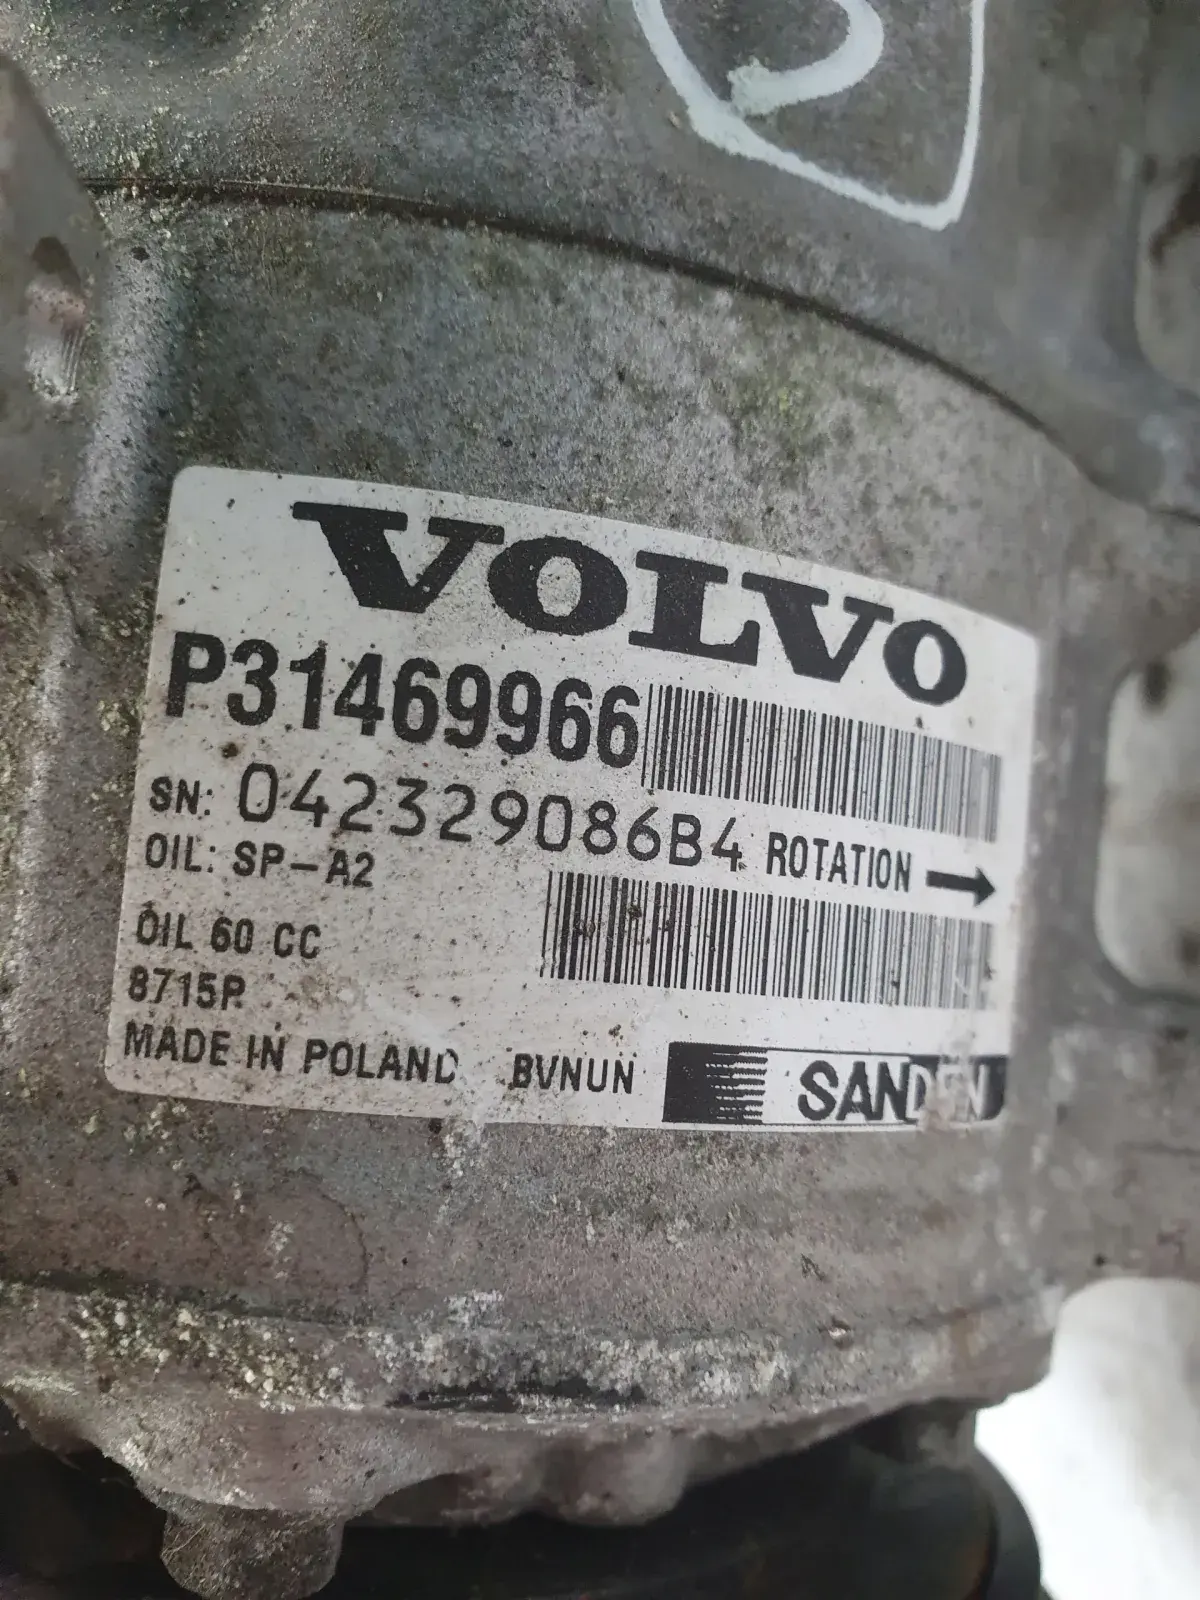 VOLVO
P31469966
SN: 042329086B4 ROTATION →
OIL: SP-A2
OIL 60 CC
8715P
MADE IN POLAND BVNUN SANDEN